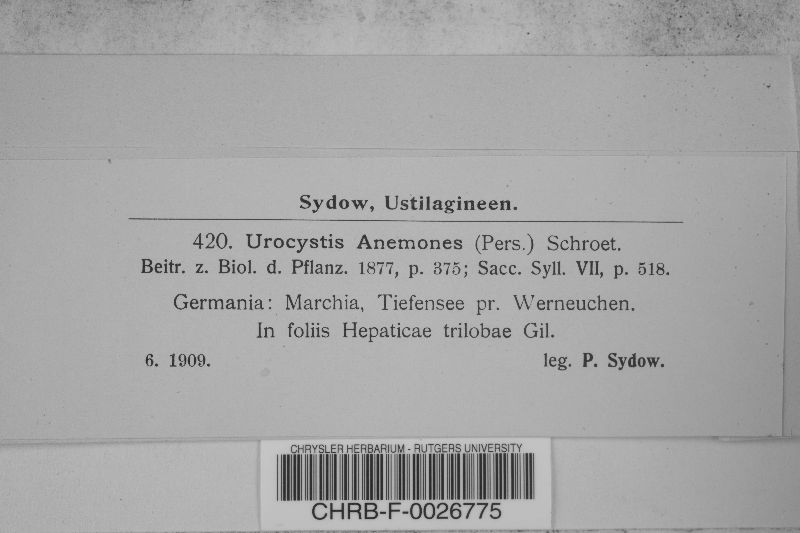 Sydow, Ustilagineen.
420. Urocystis Anemones (Pers.) Schroet.
Beitr. z. Biol. d. Pflanz. 1877, p. 375; Sacc. Syll. VII, p. 518.
Germania: Marchia, Tiefensee pr. Werneuchen.
In foliis Hepaticae trilobae Gil.
6. 1909. leg. P. Sydow.
CHRYSLER HERBARIUM - RUTGERS UNIVERSITY
CHRB-F-0026775